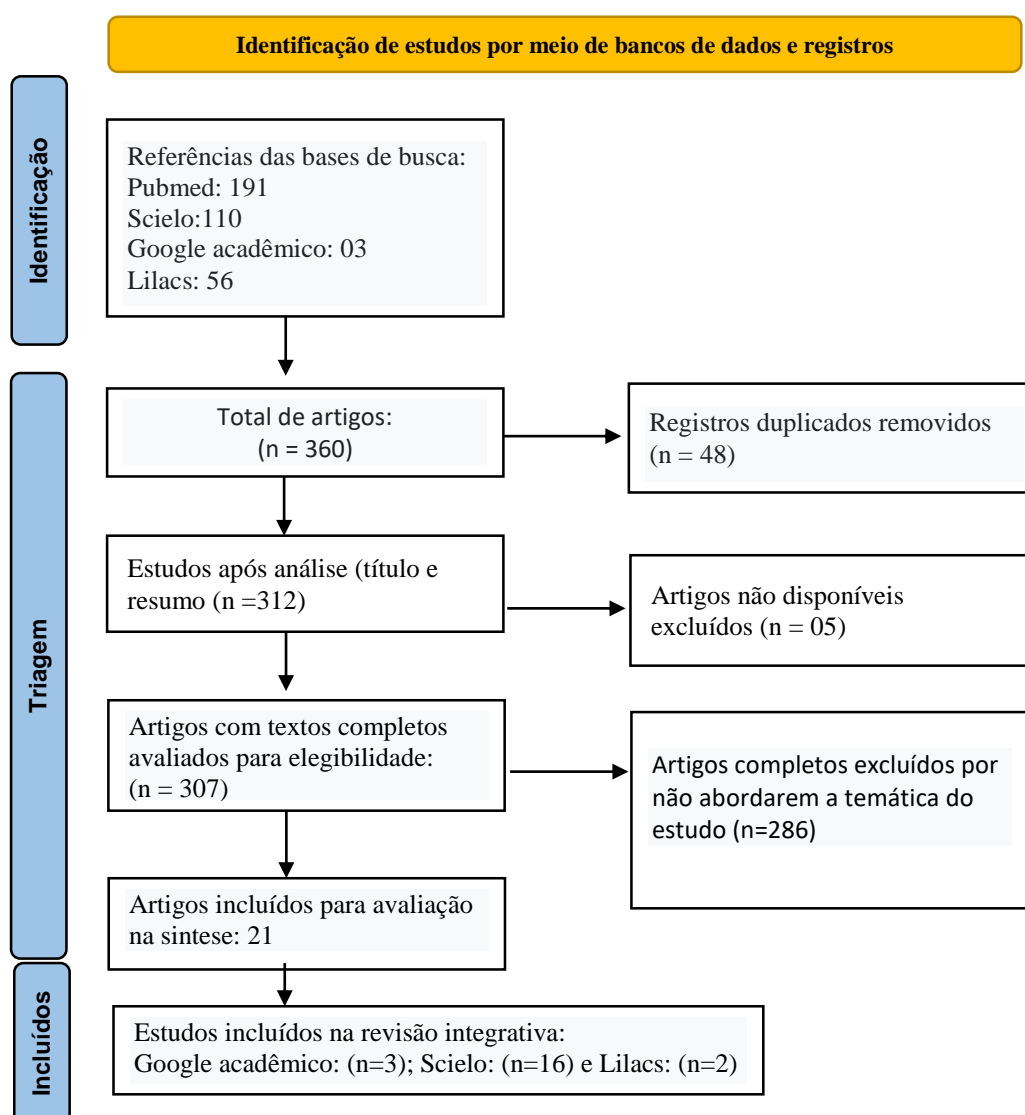 Identificação de estudos por meio de bancos de dados e registros
Identificação
Referências das bases de busca:
Pubmed: 191
Scielo:110
Google acadêmico: 03
Lilacs: 56
Triagem
Total de artigos:
(n = 360)
Registros duplicados removidos
(n = 48)
Estudos após análise (título e
resumo (n =312)
Artigos não disponíveis
excluídos (n = 05)
Artigos com textos completos
avaliados para elegibilidade:
(n = 307)
Artigos completos excluídos por
não abordarem a temática do
estudo (n=286)
Artigos incluídos para avaliação
na sintese: 21
Incluídos
Estudos incluídos na revisão integrativa:
Google acadêmico: (n=3); Scielo: (n=16) e Lilacs: (n=2)